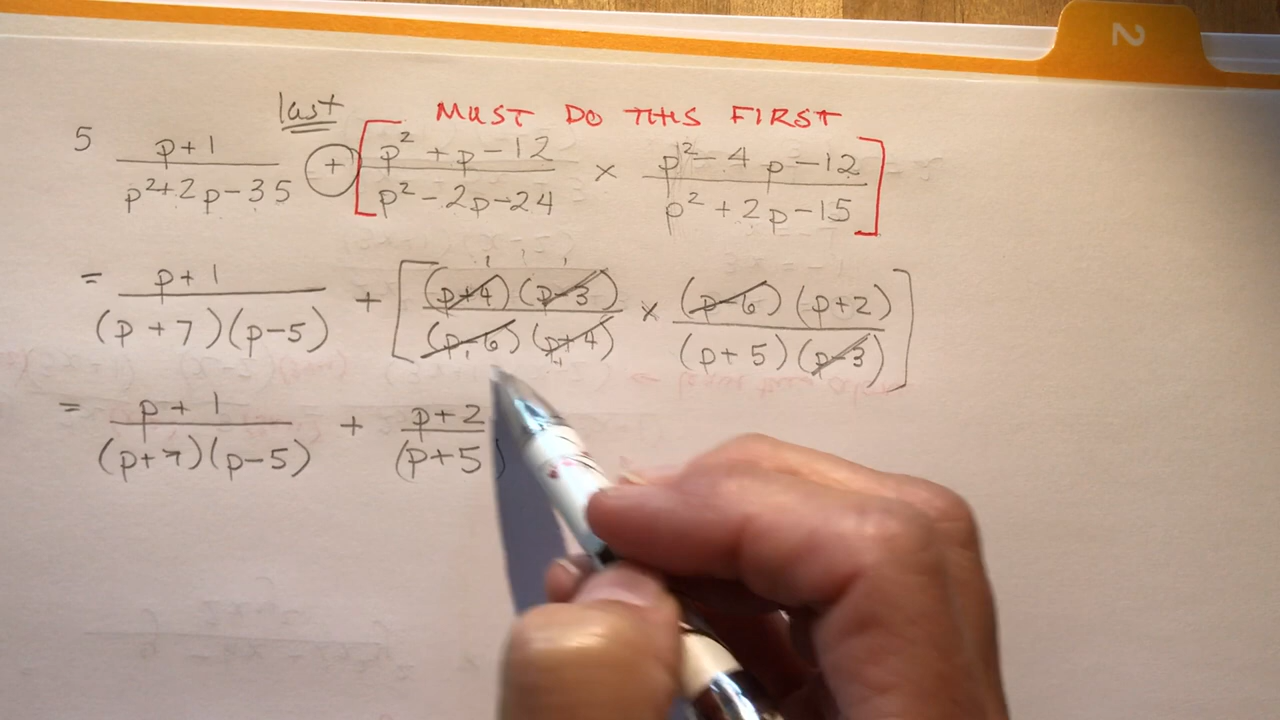 2
last MUST DO THIS FIRST
5 p+1 / p²+2p-35 + [ p²+p-12 / p²-2p-24 × p²-4p-12 / p²+2p-15 ]
= p+1 / (p+7)(p-5) + [ (p+4)(p-3) / (p-6)(p+4) × (p-6)(p+2) / (p+5)(p-3) ]
= p+1 / (p+7)(p-5) + p+2 / (p+5)